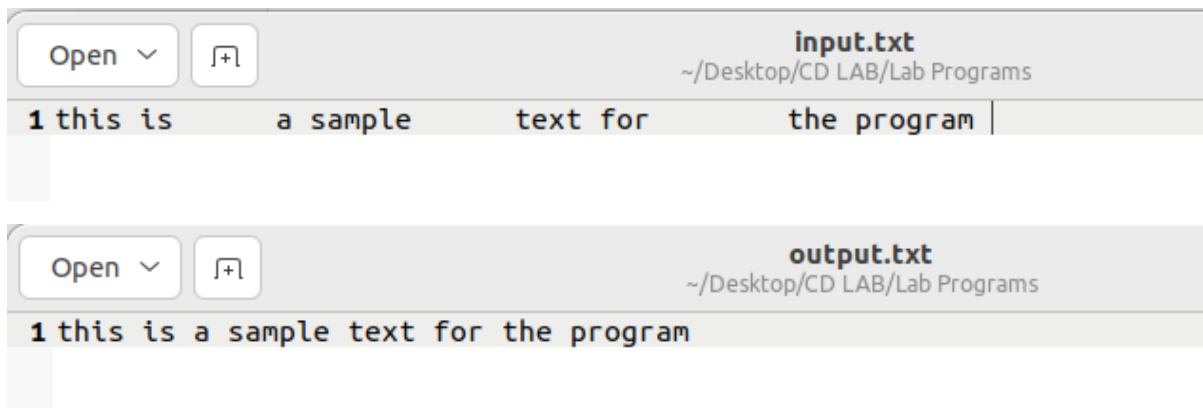 Open
input.txt
~/Desktop/CD LAB/Lab Programs
1 this is      a sample      text for        the program
Open
output.txt
~/Desktop/CD LAB/Lab Programs
1 this is a sample text for the program